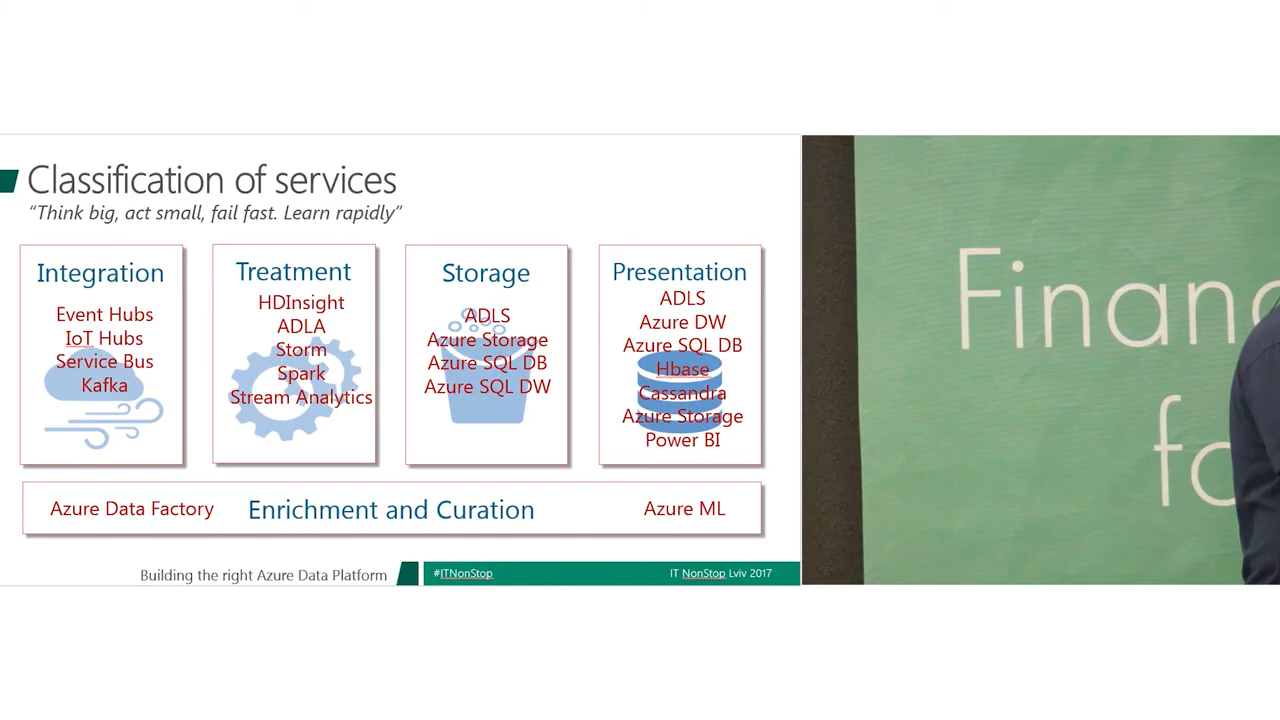 Classification of services
“Think big, act small, fail fast. Learn rapidly”
Integration
Event Hubs
IoT Hubs
Service Bus
Kafka
Treatment
HDInsight
ADLA
Storm
Spark
Stream Analytics
Storage
ADLS
Azure Storage
Azure SQL DB
Azure SQL DW
Presentation
ADLS
Azure DW
Azure SQL DB
Hbase
Cassandra
Azure Storage
Power BI
Azure Data Factory Enrichment and Curation Azure ML
Building the right Azure Data Platform #ITNonStop IT NonStop Lviv 2017